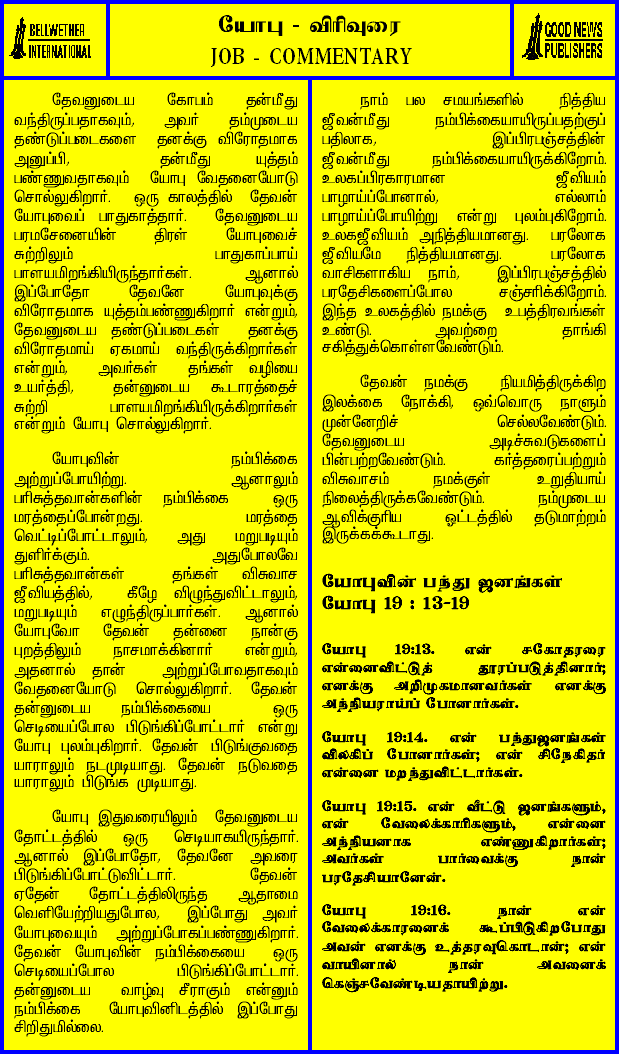 BELLWETHER
INTERNATIONAL
யோபு - விரிவுரை
JOB - COMMENTARY
GOOD NEWS
PUBLISHERS
தேவனுடைய கோபம் தன்மீது
வந்திருப்பதாகவும், அவர் தம்முடைய
தண்டுப்படைகளை தனக்கு விரோதமாக
அனுப்பி, தன்மீது யுத்தம்
பண்ணுவதாகவும் யோபு வேதனையோடு
சொல்லுகிறார். ஒரு காலத்தில் தேவன்
யோபுவைப் பாதுகாத்தார். தேவனுடைய
பரமசேனையின் திரள் யோபுவைச்
சுற்றிலும் பாதுகாப்பாய்
பாளயமிறங்கியிருந்தார்கள். ஆனால்
இப்போதோ தேவனே யோபுவுக்கு
விரோதமாக யுத்தம்பண்ணுகிறார் என்றும்,
தேவனுடைய தண்டுப்படைகள் தனக்கு
விரோதமாய் ஏகமாய் வந்திருக்கிறார்கள்
என்றும், அவர்கள் தங்கள் வழியை
உயர்த்தி, தன்னுடைய கூடாரத்தைச்
சுற்றி பாளயமிறங்கியிருக்கிறார்கள்
என்றும் யோபு சொல்லுகிறார்.
யோபுவின் நம்பிக்கை
அற்றுப்போயிற்று. ஆனாலும்
பரிசுத்தவான்களின் நம்பிக்கை ஒரு
மரத்தைப்போன்றது. மரத்தை
வெட்டிப்போட்டாலும், அது மறுபடியும்
துளிர்க்கும். அதுபோலவே
பரிசுத்தவான்கள் தங்கள் விசுவாச
ஜீவியத்தில், கீழே விழுந்துவிட்டாலும்,
மறுபடியும் எழுந்திருப்பார்கள். ஆனால்
யோபுவோ தேவன் தன்னை நான்கு
புறத்திலும் நாசமாக்கினார் என்றும்,
அதனால் தான் அற்றுப்போவதாகவும்
வேதனையோடு சொல்லுகிறார். தேவன்
தன்னுடைய நம்பிக்கையை ஒரு
செடியைப்போல பிடுங்கிப்போட்டார் என்று
யோபு புலம்புகிறார். தேவன் பிடுங்குவதை
யாராலும் நடமுடியாது. தேவன் நடுவதை
யாராலும் பிடுங்க முடியாது.
யோபு இதுவரையிலும் தேவனுடைய
தோட்டத்தில் ஒரு செடியாகயிருந்தார்.
ஆனால் இப்போதோ, தேவனே அவரை
பிடுங்கிப்போட்டுவிட்டார். தேவன்
ஏதேன் தோட்டத்திலிருந்த ஆதாமை
வெளியேற்றியதுபோல, இப்போது அவர்
யோபுவையும் அற்றுப்போகப்பண்ணுகிறார்.
தேவன் யோபுவின் நம்பிக்கையை ஒரு
செடியைப்போல பிடுங்கிப்போட்டார்.
தன்னுடைய வாழ்வு சீராகும் என்னும்
நம்பிக்கை யோபுவினிடத்தில் இப்போது
சிறிதுமில்லை.
நாம் பல சமயங்களில் நித்திய
ஜீவன்மீது நம்பிக்கையாயிருப்பதற்குப்
பதிலாக, இப்பிரபஞ்சத்தின்
ஜீவன்மீது நம்பிக்கையாயிருக்கிறோம்.
உலகப்பிரகாரமான ஜீவியம்
பாழாய்ப்போனால், எல்லாம்
பாழாய்ப்போயிற்று என்று புலம்புகிறோம்.
உலகஜீவியம் அநித்தியமானது. பரலோக
ஜீவியமே நித்தியமானது. பரலோக
வாசிகளாகிய நாம், இப்பிரபஞ்சத்தில்
பரதேசிகளைப்போல சஞ்சரிக்கிறோம்.
இந்த உலகத்தில் நமக்கு உபத்திரவங்கள்
உண்டு. அவற்றை தாங்கி
சகித்துக்கொள்ளவேண்டும்.
தேவன் நமக்கு நியமித்திருக்கிற
இலக்கை நோக்கி, ஒவ்வொரு நாளும்
முன்னேறிச் செல்லவேண்டும்.
தேவனுடைய அடிச்சுவடுகளைப்
பின்பற்றவேண்டும். கர்த்தரைப்பற்றும்
விசுவாசம் நமக்குள் உறுதியாய்
நிலைத்திருக்கவேண்டும். நம்முடைய
ஆவிக்குரிய ஓட்டத்தில் தடுமாற்றம்
இருக்கக்கூடாது.
யோபுவின் பந்து ஜனங்கள்
யோபு 19 : 13-19
யோபு 19:13. என் சகோதரரை
என்னைவிட்டுத் தூரப்படுத்தினார்;
எனக்கு அறிமுகமானவர்கள் எனக்கு
அந்நியராய்ப் போனார்கள்.
யோபு 19:14. என் பந்துஜனங்கள்
விலகிப் போனார்கள்; என் சிநேகிதர்
என்னை மறந்துவிட்டார்கள்.
யோபு 19:15. என் வீட்டு ஜனங்களும்,
என் வேலைக்காரிகளும், என்னை
அந்நியனாக எண்ணுகிறார்கள்;
அவர்கள் பார்வைக்கு நான்
பரதேசியானேன்.
யோபு 19:16. நான் என்
வேலைக்காரனைக் கூப்பிடுகிறபோது
அவன் எனக்கு உத்தரவுகொடான்; என்
வாயினால் நான் அவனைக்
கெஞ்சவேண்டியதாயிற்று.